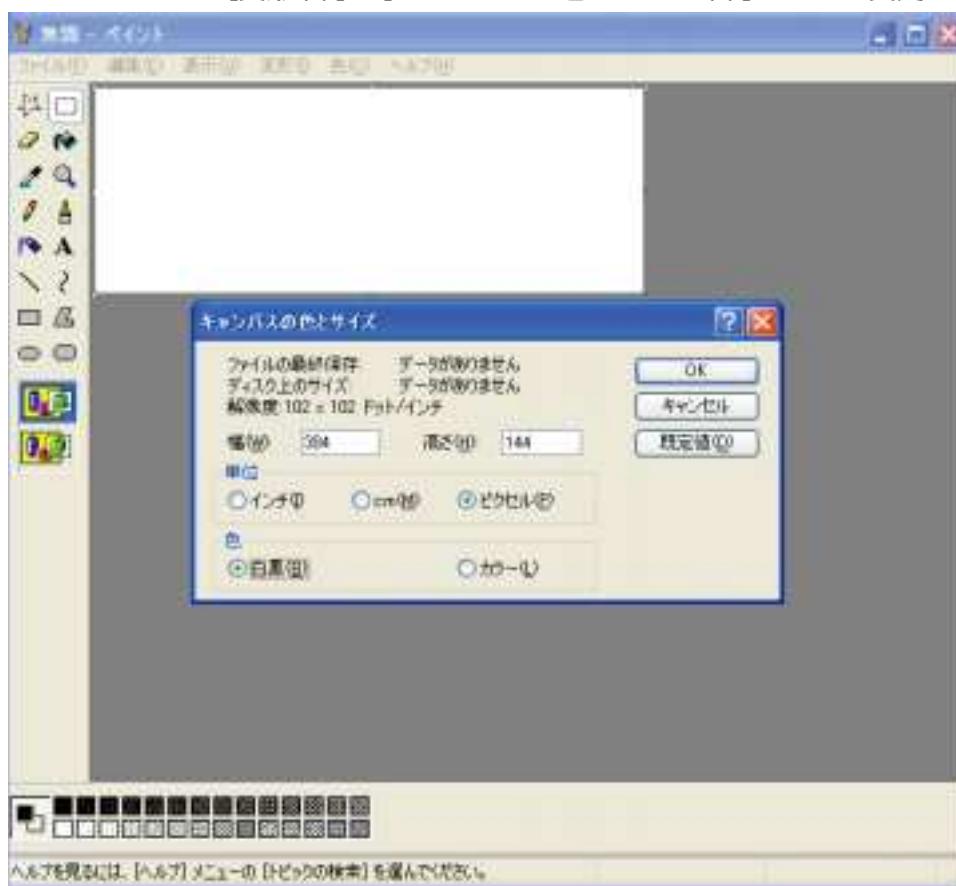 無題 - ペイント
ファイル(F) 編集(E) 表示(V) 変形(I) 色(C) ヘルプ(H)
A
キャンバスの色とサイズ
ファイルの最終保存: データがありません
ディスク上のサイズ: データがありません
解像度: 102 x 102 ドット/インチ
OK
キャンセル
既定値(D)
幅(W): 384 高さ(H): 144
単位
インチ(I) cm(M) ピクセル(P)
色
白黒(B) カラー(L)
ヘルプを見るには、[ヘルプ] メニューの [トピックの検索] を選んでください。